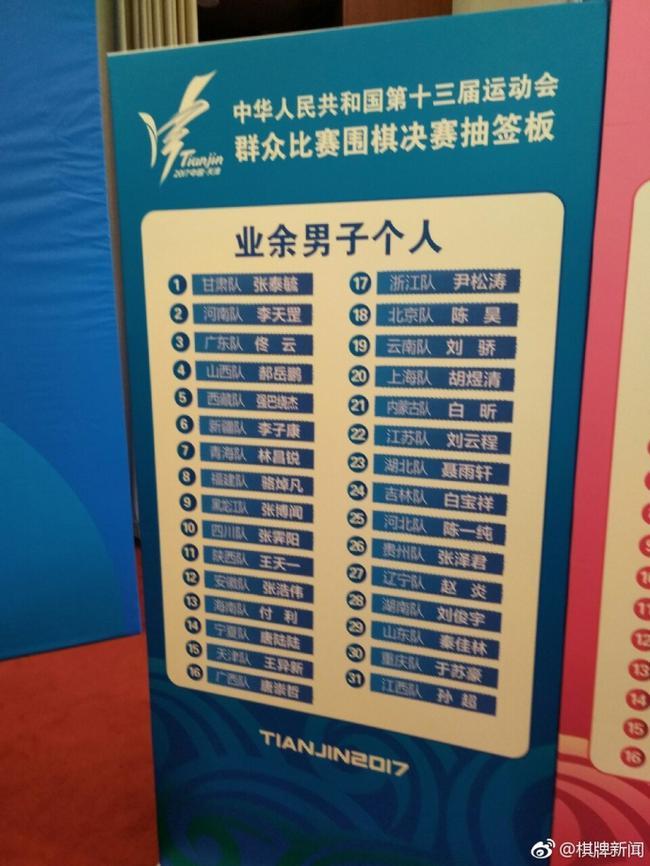 Tianjin
2017中国·天津
中华人民共和国第十三届运动会
群众比赛围棋决赛抽签板
业余男子个人
1 甘肃队 张泰毓
2 河南队 李天罡
3 广东队 佟云
4 山西队 郝岳鹏
5 西藏队 强巴绕杰
6 新疆队 李子康
7 青海队 林昌锐
8 福建队 骆焯凡
9 黑龙江队 张博闻
10 四川队 张霁阳
11 陕西队 王天一
12 安徽队 张浩伟
13 海南队 付利
14 宁夏队 唐陆陆
15 天津队 王异新
16 广西队 唐崇哲
17 浙江队 尹松涛
18 北京队 陈昊
19 云南队 刘骄
20 上海队 胡煜清
21 内蒙古队 白昕
22 江苏队 刘云程
23 湖北队 聂雨轩
24 吉林队 白宝祥
25 河北队 陈一纯
26 贵州队 张泽君
27 辽宁队 赵炎
28 湖南队 刘俊宇
29 山东队 秦佳林
30 重庆队 于苏豪
31 江西队 孙超
TIANJIN2017
11
12
13
14
15
16
@棋牌新闻